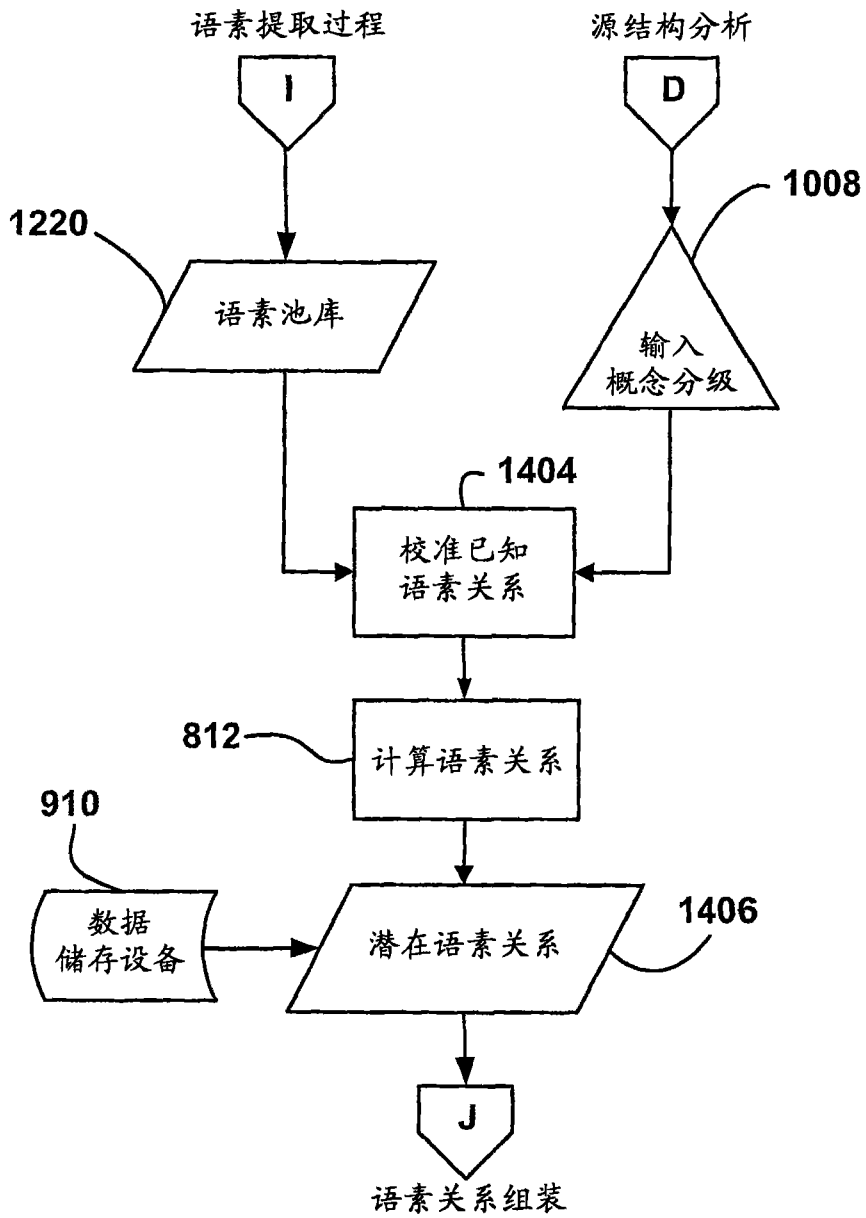 语素提取过程
源结构分析
I
D
1008
1220
语素池库
输入
概念分级
1404
校准已知
语素关系
812
计算语素关系
910
数据
储存设备
潜在语素关系
1406
J
语素关系组装